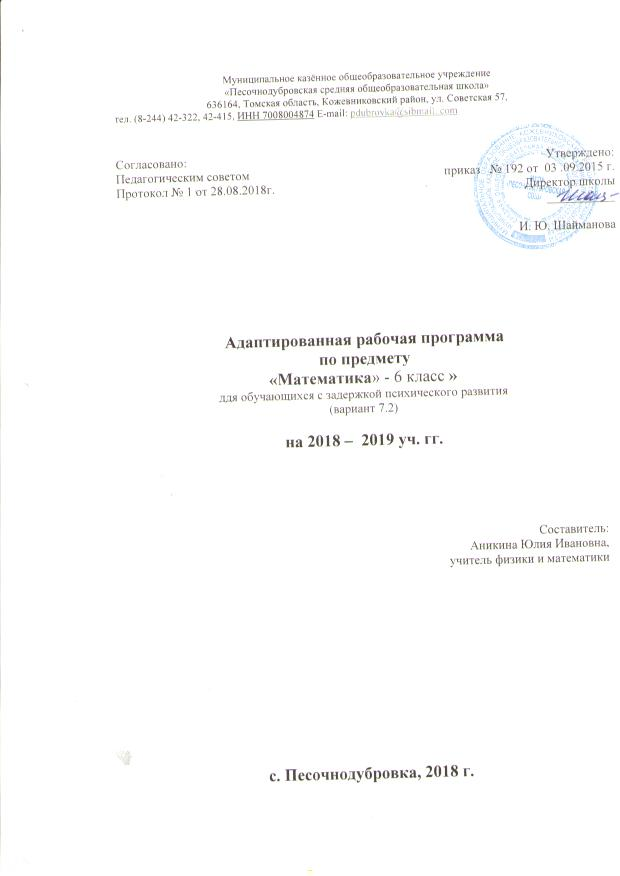 Муниципальное казённое общеобразовательное учреждение
«Песочнодубровская средняя общеобразовательная школа»
636164, Томская область, Кожевниковский район, ул. Советская 57,
тел. (8-244) 42-322, 42-415, ИНН 7008004874 E-mail: pdubrovka@sibmail. com
Согласовано:
Педагогическим советом
Протокол № 1 от 28.08.2018г.
Утверждено:
приказ № 192 от 03 .09.2015 г.
Директор школы
И. Ю. Шайманова
Адаптированная рабочая программа
по предмету
«Математика» - 6 класс »
для обучающихся с задержкой психического развития
(вариант 7.2)
на 2018 – 2019 уч. гг.
Составитель:
Аникина Юлия Ивановна,
учитель физики и математики
с. Песочнодубровка, 2018 г.